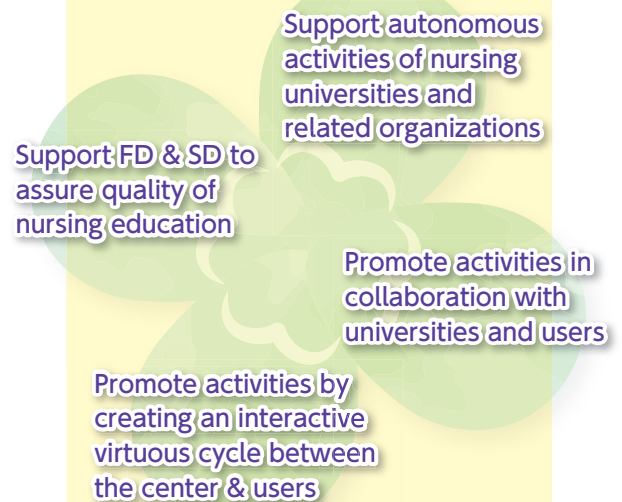 Support autonomous
activities of nursing
universities and
related organizations
Support FD & SD to
assure quality of
nursing education
Promote activities in
collaboration with
universities and users
Promote activities by
creating an interactive
virtuous cycle between
the center & users